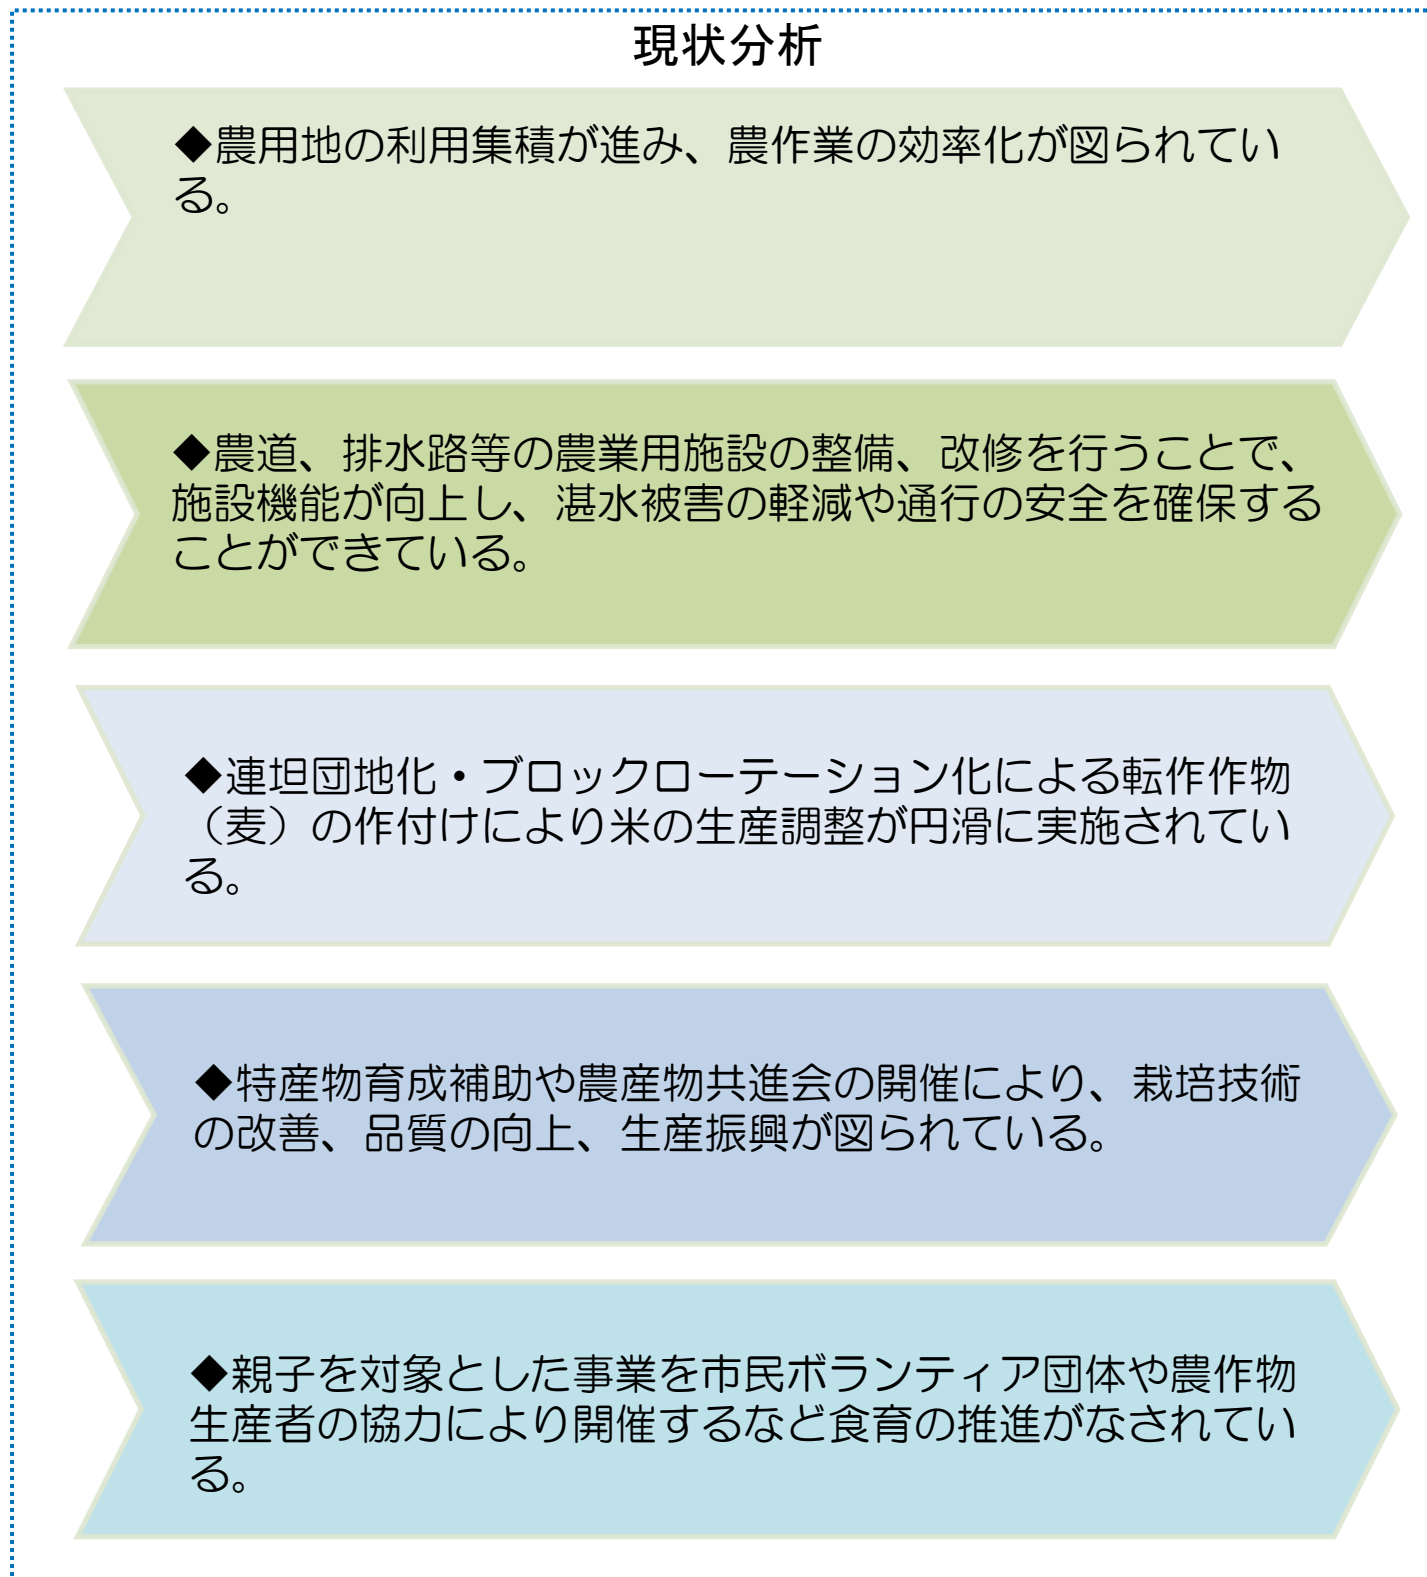 現状分析
◆農用地の利用集積が進み、農作業の効率化が図られてい
る。
◆農道、排水路等の農業用施設の整備、改修を行うことで、
施設機能が向上し、湛水被害の軽減や通行の安全を確保する
ことができている。
◆連坦団地化・ブロックローテーション化による転作作物
（麦）の作付けにより米の生産調整が円滑に実施されてい
る。
◆特産物育成補助や農産物共進会の開催により、栽培技術
の改善、品質の向上、生産振興が図られている。
◆親子を対象とした事業を市民ボランティア団体や農作物
生産者の協力により開催するなど食育の推進がなされてい
る。